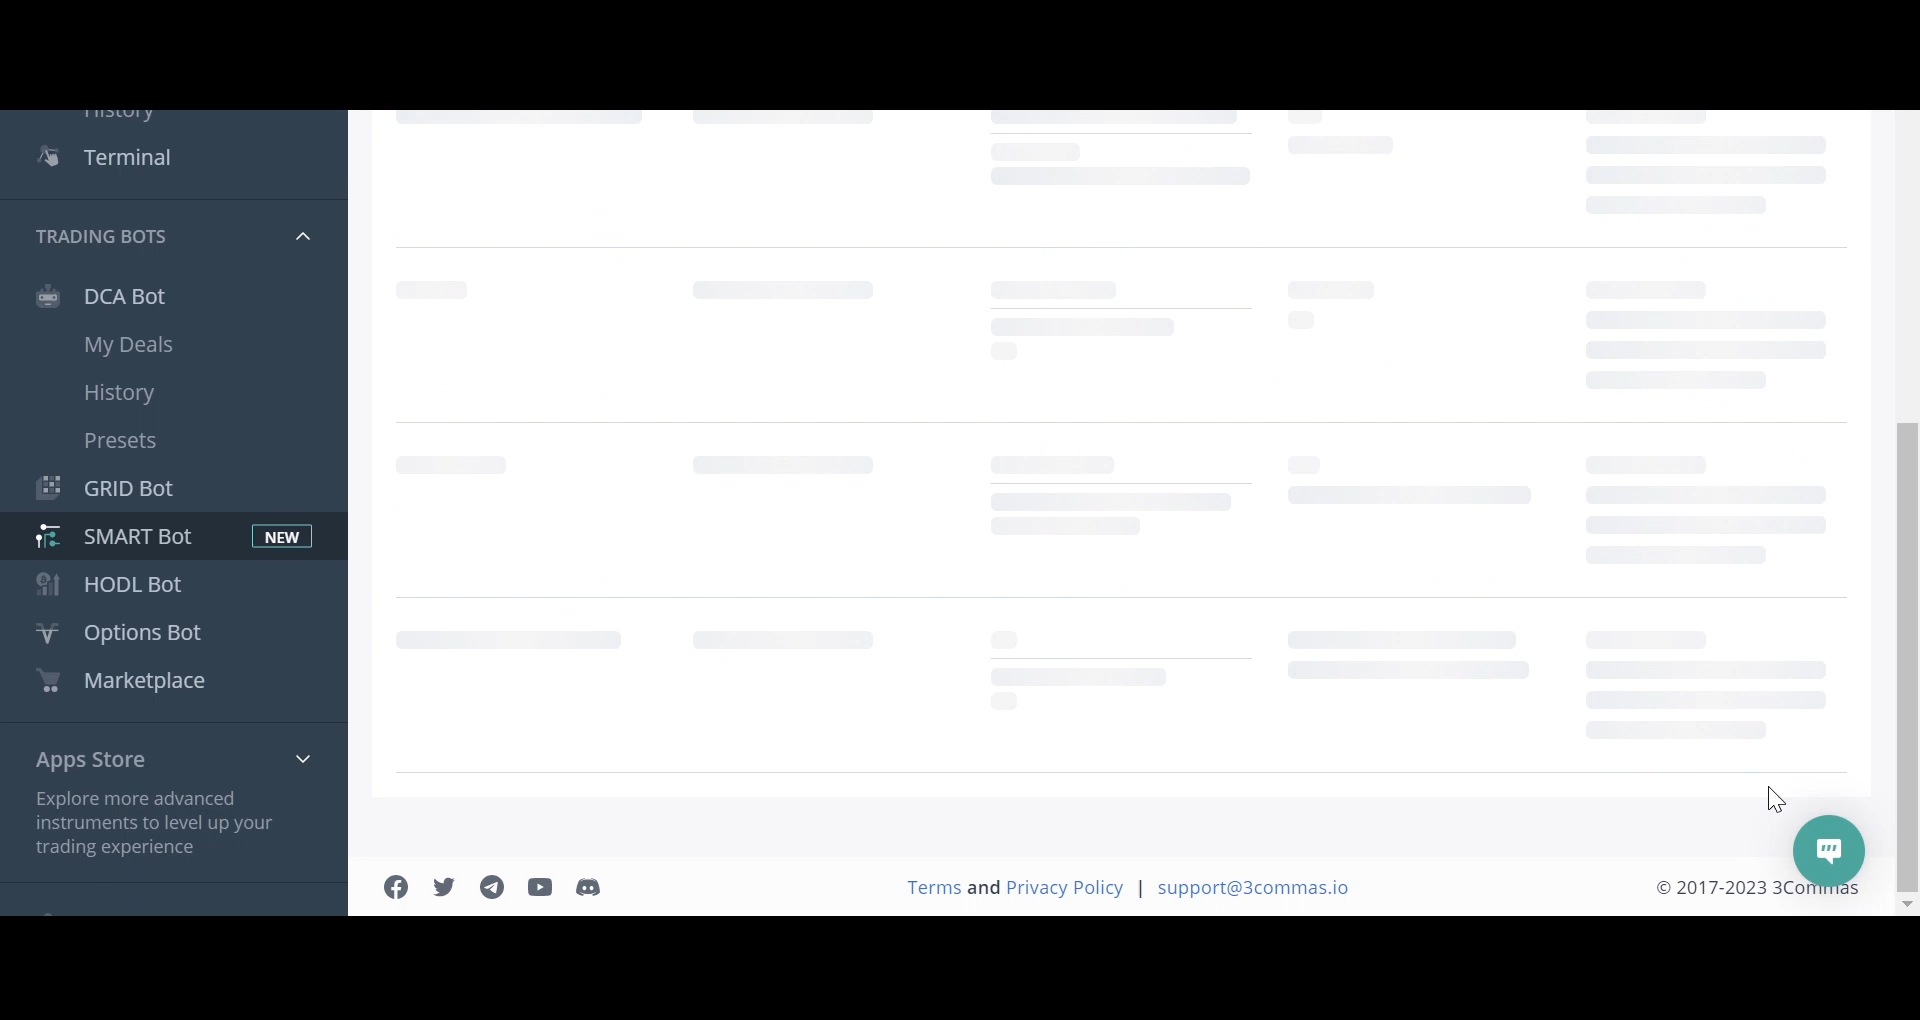 History
Terminal
TRADING BOTS
DCA Bot
My Deals
History
Presets
GRID Bot
SMART Bot NEW
HODL Bot
Options Bot
Marketplace
Apps Store
Explore more advanced
instruments to level up your
trading experience
Terms and Privacy Policy | support@3commas.io
© 2017-2023 3Commas